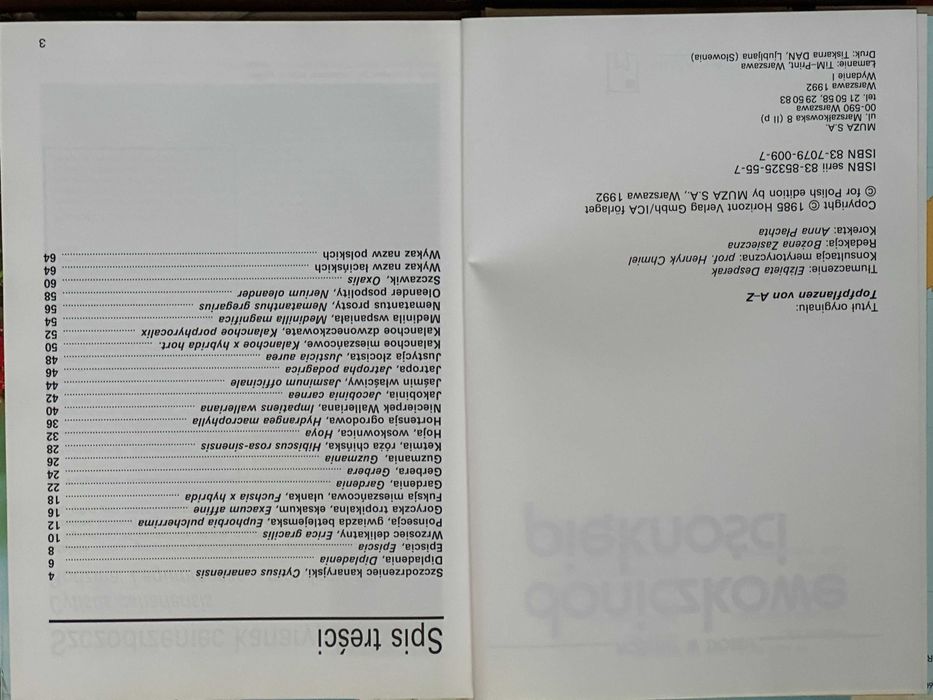 Tytuł oryginału:
Topfpflanzen von A–Z
Tłumaczenie: Elżbieta Desperak
Konsultacja merytoryczna: prof. Henryk Chmiel
Redakcja: Bożena Zasieczna
Korekta: Anna Plachta
Copyright © 1985 Horizont Verlag Gmbh/ICA förlaget
© for Polish edition by MUZA S.A., Warszawa 1992
ISBN serii 83-85325-55-7
ISBN 83-7079-009-7
MUZA S.A.
ul. Marszałkowska 8 (II p)
00-590 Warszawa
tel. 21 50 58, 29 50 83
Warszawa 1992
Wydanie I
Łamanie: TIM–Print, Warszawa
Druk: Tiskarna DAN, Ljubljana (Slowenia)
doniczkowe
piękności
Spis treści
Szczodrzeniec kanaryjski, Cytisus canariensis 4
Dipladenia, Dipladenia 6
Episcia, Episcia 8
Wrzosiec delikatny, Erica gracilis 10
Poinsecja, gwiazda betlejemska, Euphorbia pulcherrima 12
Goryczka tropikalna, eksakum, Exacum affine 16
Fuksja mieszańcowa, ułanka, Fuchsia x hybrida 18
Gardenia, Gardenia 22
Gerbera, Gerbera 24
Guzmania, Guzmania 26
Ketmia, róża chińska, Hibiscus rosa-sinensis 28
Hoja, woskownica, Hoya 32
Hortensja ogrodowa, Hydrangea macrophylla 36
Niecierpek Walleriana, Impatiens walleriana 40
Jakobinia, Jacobinia carnea 42
Jaśmin właściwy, Jasminum officinale 44
Jatropa, Jatropha podagrica 46
Justycja złocista, Justicia aurea 48
Kalanchoe mieszańcowe, Kalanchoe x hybrida hort. 50
Kalanchoe dzwoneczkowate, Kalanchoe porphyrocalix 52
Medinila wspaniała, Medinilla magnifica 54
Nematantus prosty, Nemathanthus gregarius 56
Oleander pospolity, Nerium oleander 58
Szczawik, Oxalis 60
Wykaz nazw łacińskich 64
Wykaz nazw polskich 64
3